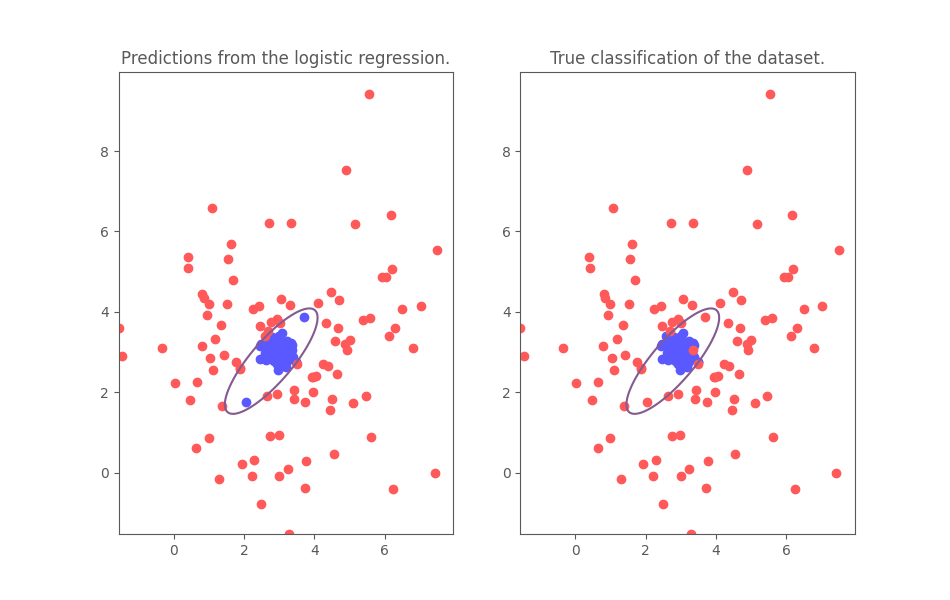 Predictions from the logistic regression.
True classification of the dataset.
8
6
4
2
0
0 2 4 6
8
6
4
2
0
0 2 4 6